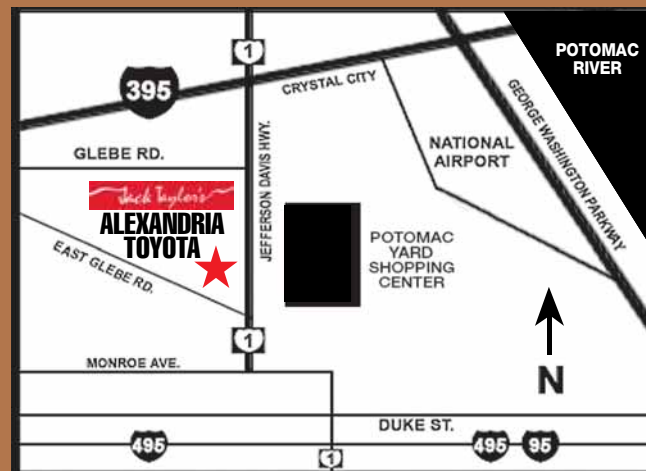 1
POTOMAC
RIVER
395
CRYSTAL CITY
GEORGE WASHINGTON PARKWAY
GLEBE RD.
JEFFERSON DAVIS HWY.
NATIONAL
AIRPORT
Jack Taylor's
ALEXANDRIA
TOYOTA
EAST GLEBE RD.
POTOMAC
YARD
SHOPPING
CENTER
1
MONROE AVE.
N
DUKE ST.
495
1
495
95